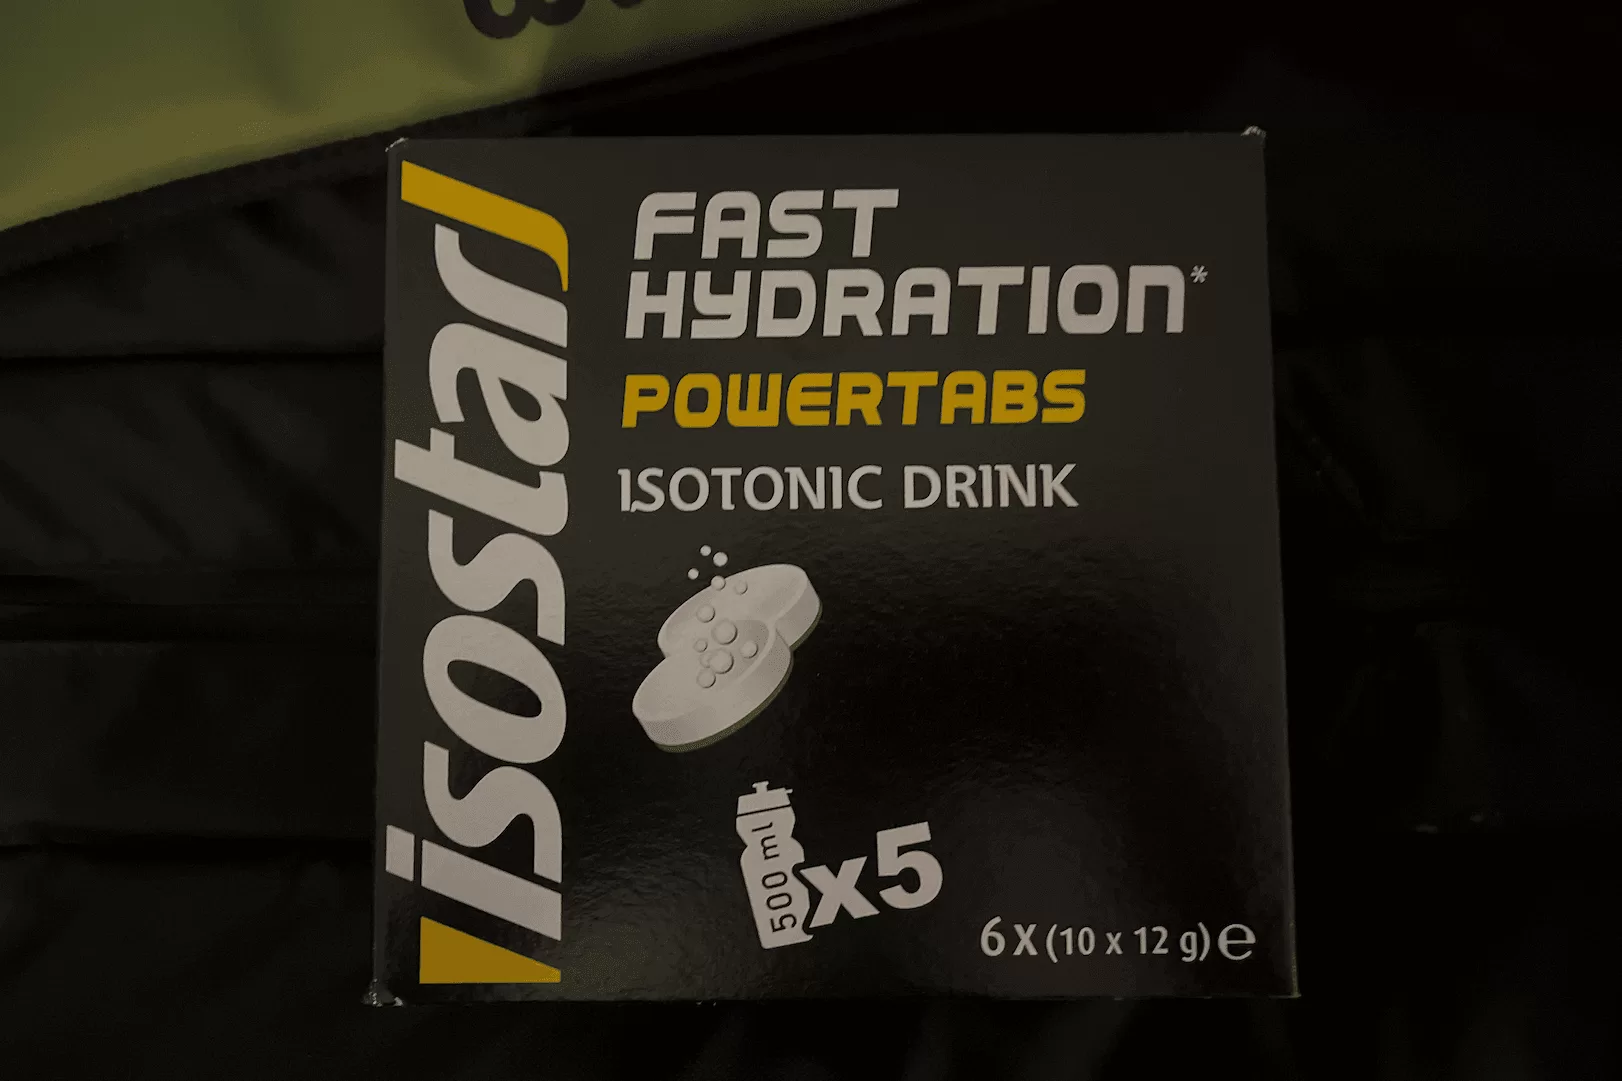 isostar
FAST
HYDRATION*
POWERTABS
ISOTONIC DRINK
500 ml
x5
6 X (10 x 12 g) e